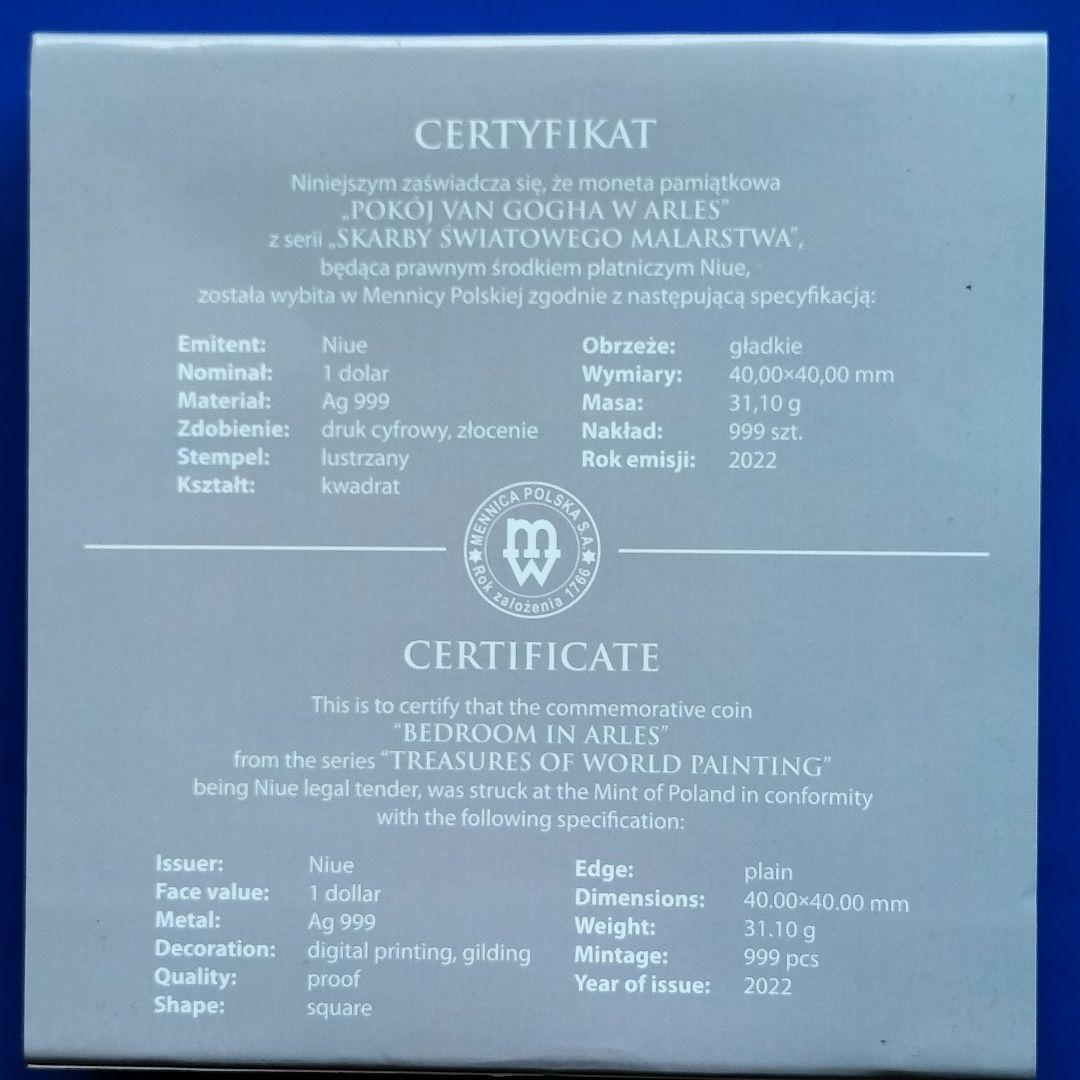 CERTYFIKAT
Niniejszym zaświadcza się, że moneta pamiątkowa
„POKÓJ VAN GOGHA W ARLES”
z serii „SKARBY ŚWIATOWEGO MALARSTWA”,
będąca prawnym środkiem płatniczym Niue,
została wybita w Mennicy Polskiej zgodnie z następującą specyfikacją:
Emitent: Niue
Nominał: 1 dolar
Materiał: Ag 999
Zdobienie: druk cyfrowy, złocenie
Stempel: lustrzany
Kształt: kwadrat
Obrzeże: gładkie
Wymiary: 40,00×40,00 mm
Masa: 31,10 g
Nakład: 999 szt.
Rok emisji: 2022
MENNICA POLSKA S.A.
mw
Rok założenia 1766
CERTIFICATE
This is to certify that the commemorative coin
“BEDROOM IN ARLES”
from the series “TREASURES OF WORLD PAINTING”
being Niue legal tender, was struck at the Mint of Poland in conformity
with the following specification:
Issuer: Niue
Face value: 1 dollar
Metal: Ag 999
Decoration: digital printing, gilding
Quality: proof
Shape: square
Edge: plain
Dimensions: 40.00×40.00 mm
Weight: 31.10 g
Mintage: 999 pcs
Year of issue: 2022